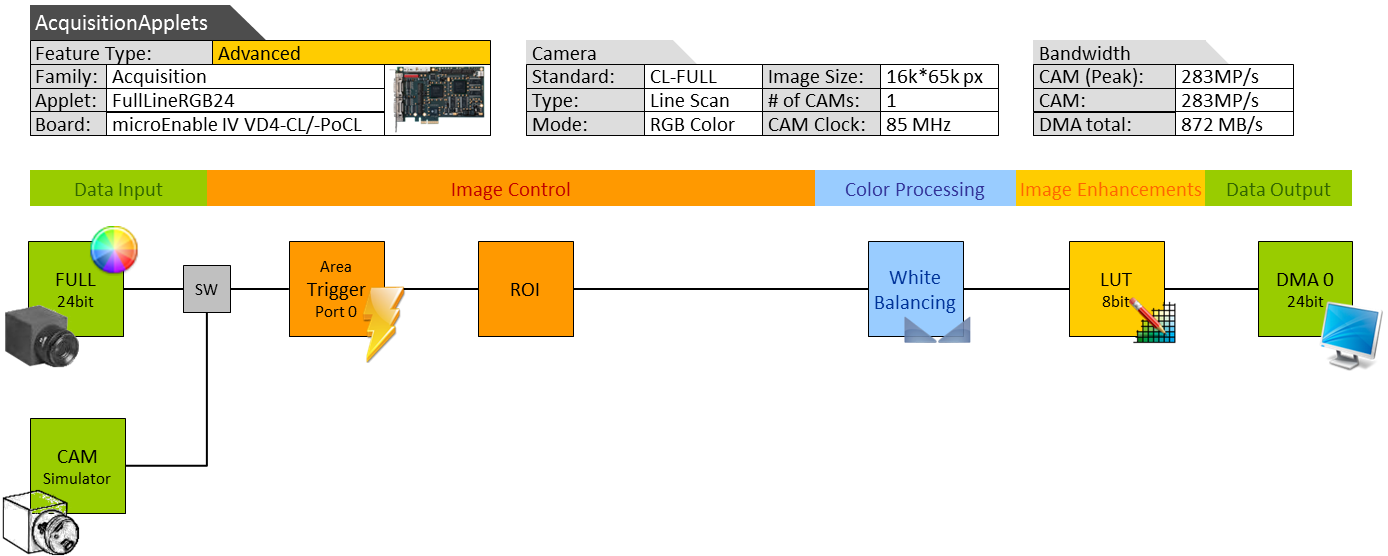 AcquisitionApplets
Feature Type: Advanced
Family: Acquisition
Applet: FullLineRGB24
Board: microEnable IV VD4-CL/-PoCL
Camera
Standard: CL-FULL Image Size: 16k*65k px
Type: Line Scan # of CAMs: 1
Mode: RGB Color CAM Clock: 85 MHz
Bandwidth
CAM (Peak): 283MP/s
CAM: 283MP/s
DMA total: 872 MB/s
Data Input Image Control Color Processing Image Enhancements Data Output
FULL
24bit
SW
Area
Trigger
Port 0
ROI
White
Balancing
LUT
8bit
DMA 0
24bit
CAM
Simulator